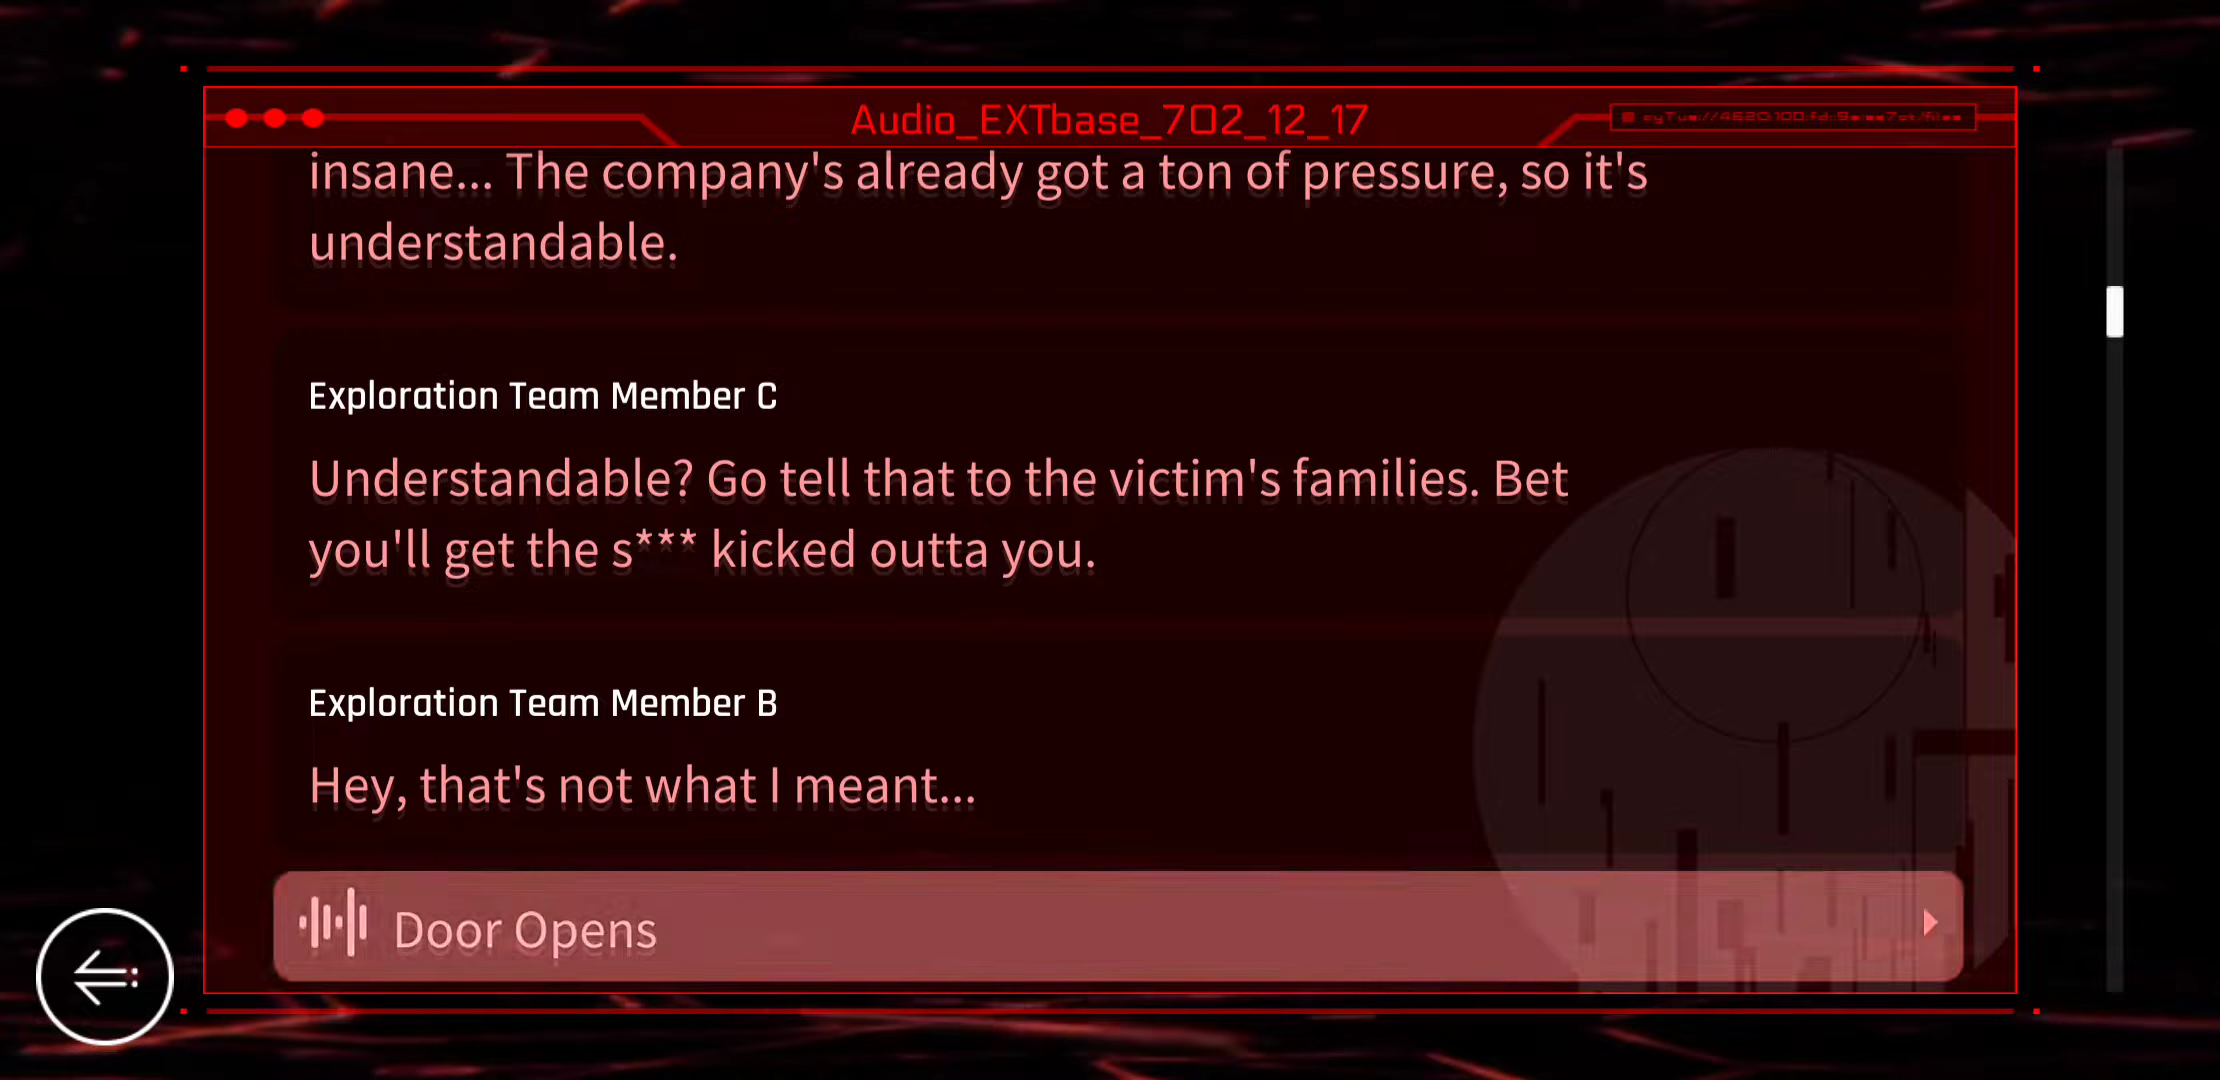 Audio_EXTbase_702_12_17
insane... The company's already got a ton of pressure, so it's
understandable.
Exploration Team Member C
Understandable? Go tell that to the victim's families. Bet
you'll get the s*** kicked outta you.
Exploration Team Member B
Hey, that's not what I meant...
Door Opens